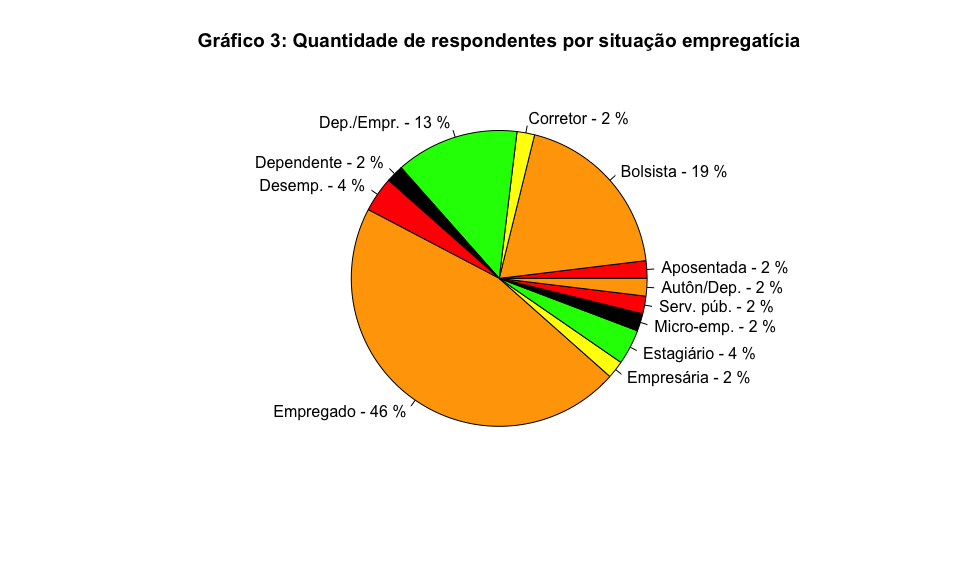 Gráfico 3: Quantidade de respondentes por situação empregatícia
Corretor - 2 %
Dep./Empr. - 13 %
Dependente - 2 %
Bolsista - 19 %
Desemp. - 4 %
Aposentada - 2 %
Autôn/Dep. - 2 %
Serv. púb. - 2 %
Micro-emp. - 2 %
Estagiário - 4 %
Empresária - 2 %
Empregado - 46 %